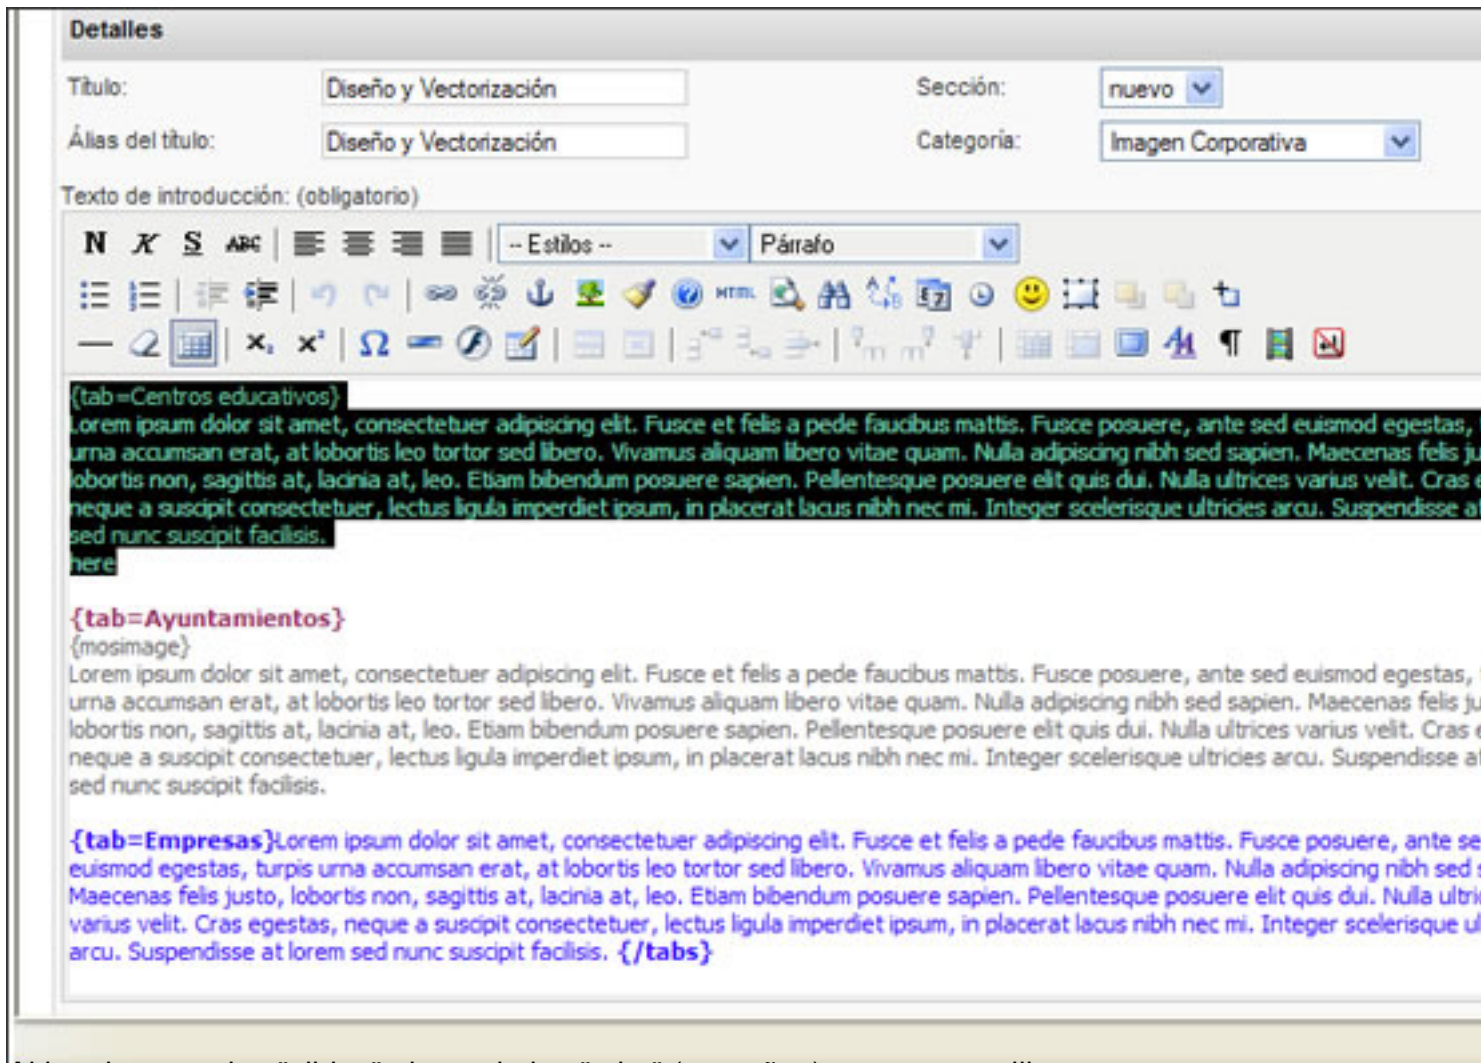 Detalles
Título: Diseño y Vectorización Sección: nuevo
Álias del título: Diseño y Vectorización Categoría: Imagen Corporativa
Texto de introducción: (obligatorio)
N K S ABC -- Estilos -- Párrafo
HTML
{tab=Centros educativos}
Lorem ipsum dolor sit amet, consectetuer adipiscing elit. Fusce et felis a pede faucibus mattis. Fusce posuere, ante sed euismod egestas,
urna accumsan erat, at lobortis leo tortor sed libero. Vivamus aliquam libero vitae quam. Nulla adipiscing nibh sed sapien. Maecenas felis ju
lobortis non, sagittis at, lacinia at, leo. Etiam bibendum posuere sapien. Pellentesque posuere elit quis dui. Nulla ultrices varius velit. Cras e
neque a suscipit consectetuer, lectus ligula imperdiet ipsum, in placerat lacus nibh nec mi. Integer scelerisque ultricies arcu. Suspendisse at
sed nunc suscipit facilisis.
here
{tab=Ayuntamientos}
{mosimage}
Lorem ipsum dolor sit amet, consectetuer adipiscing elit. Fusce et felis a pede faucibus mattis. Fusce posuere, ante sed euismod egestas,
urna accumsan erat, at lobortis leo tortor sed libero. Vivamus aliquam libero vitae quam. Nulla adipiscing nibh sed sapien. Maecenas felis ju
lobortis non, sagittis at, lacinia at, leo. Etiam bibendum posuere sapien. Pellentesque posuere elit quis dui. Nulla ultrices varius velit. Cras e
neque a suscipit consectetuer, lectus ligula imperdiet ipsum, in placerat lacus nibh nec mi. Integer scelerisque ultricies arcu. Suspendisse at
sed nunc suscipit facilisis.
{tab=Empresas}Lorem ipsum dolor sit amet, consectetuer adipiscing elit. Fusce et felis a pede faucibus mattis. Fusce posuere, ante se
euismod egestas, turpis urna accumsan erat, at lobortis leo tortor sed libero. Vivamus aliquam libero vitae quam. Nulla adipiscing nibh sed s
Maecenas felis justo, lobortis non, sagittis at, lacinia at, leo. Etiam bibendum posuere sapien. Pellentesque posuere elit quis dui. Nulla ultric
varius velit. Cras egestas, neque a suscipit consectetuer, lectus ligula imperdiet ipsum, in placerat lacus nibh nec mi. Integer scelerisque ul
arcu. Suspendisse at lorem sed nunc suscipit facilisis. {/tabs}